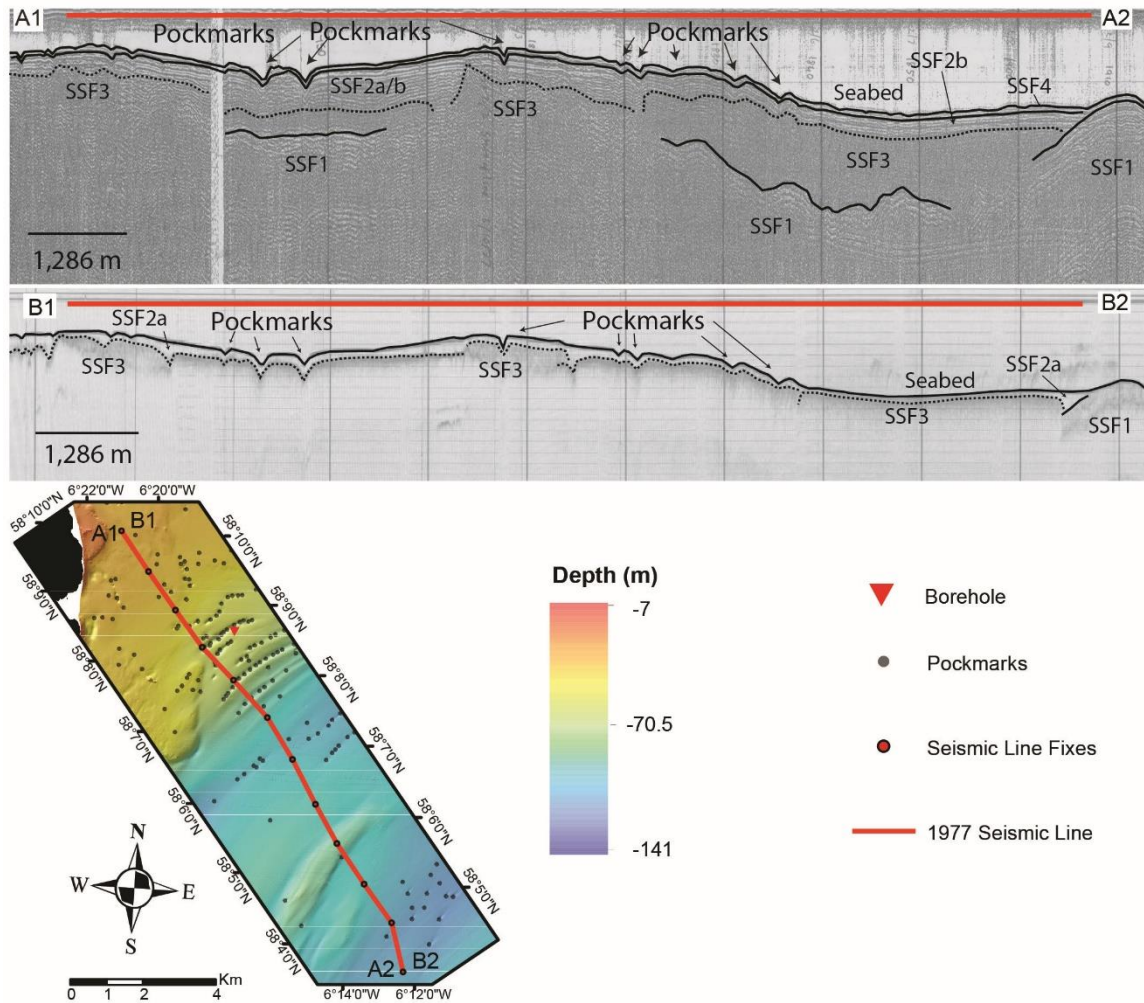 A1
A2
Pockmarks
Pockmarks
Pockmarks
SSF2b
SSF3
SSF2a/b
SSF3
Seabed
SSF4
SSF1
SSF3
SSF1
SSF1
1,286 m
B1
B2
SSF2a
Pockmarks
Pockmarks
SSF3
SSF3
Seabed
SSF2a
SSF3
SSF1
1,286 m
6°22'0"W 6°20'0"W
58°10'0"N
A1 B1
58°10'0"N
58°9'0"N
58°9'0"N
58°8'0"N
58°8'0"N
58°7'0"N
58°7'0"N
58°6'0"N
58°6'0"N
58°5'0"N
58°5'0"N
58°4'0"N
A2 B2
6°14'0"W 6°12'0"W
N
W E
S
Km
0 1 2 4
Depth (m)
-7
-70.5
-141
Borehole
Pockmarks
Seismic Line Fixes
1977 Seismic Line